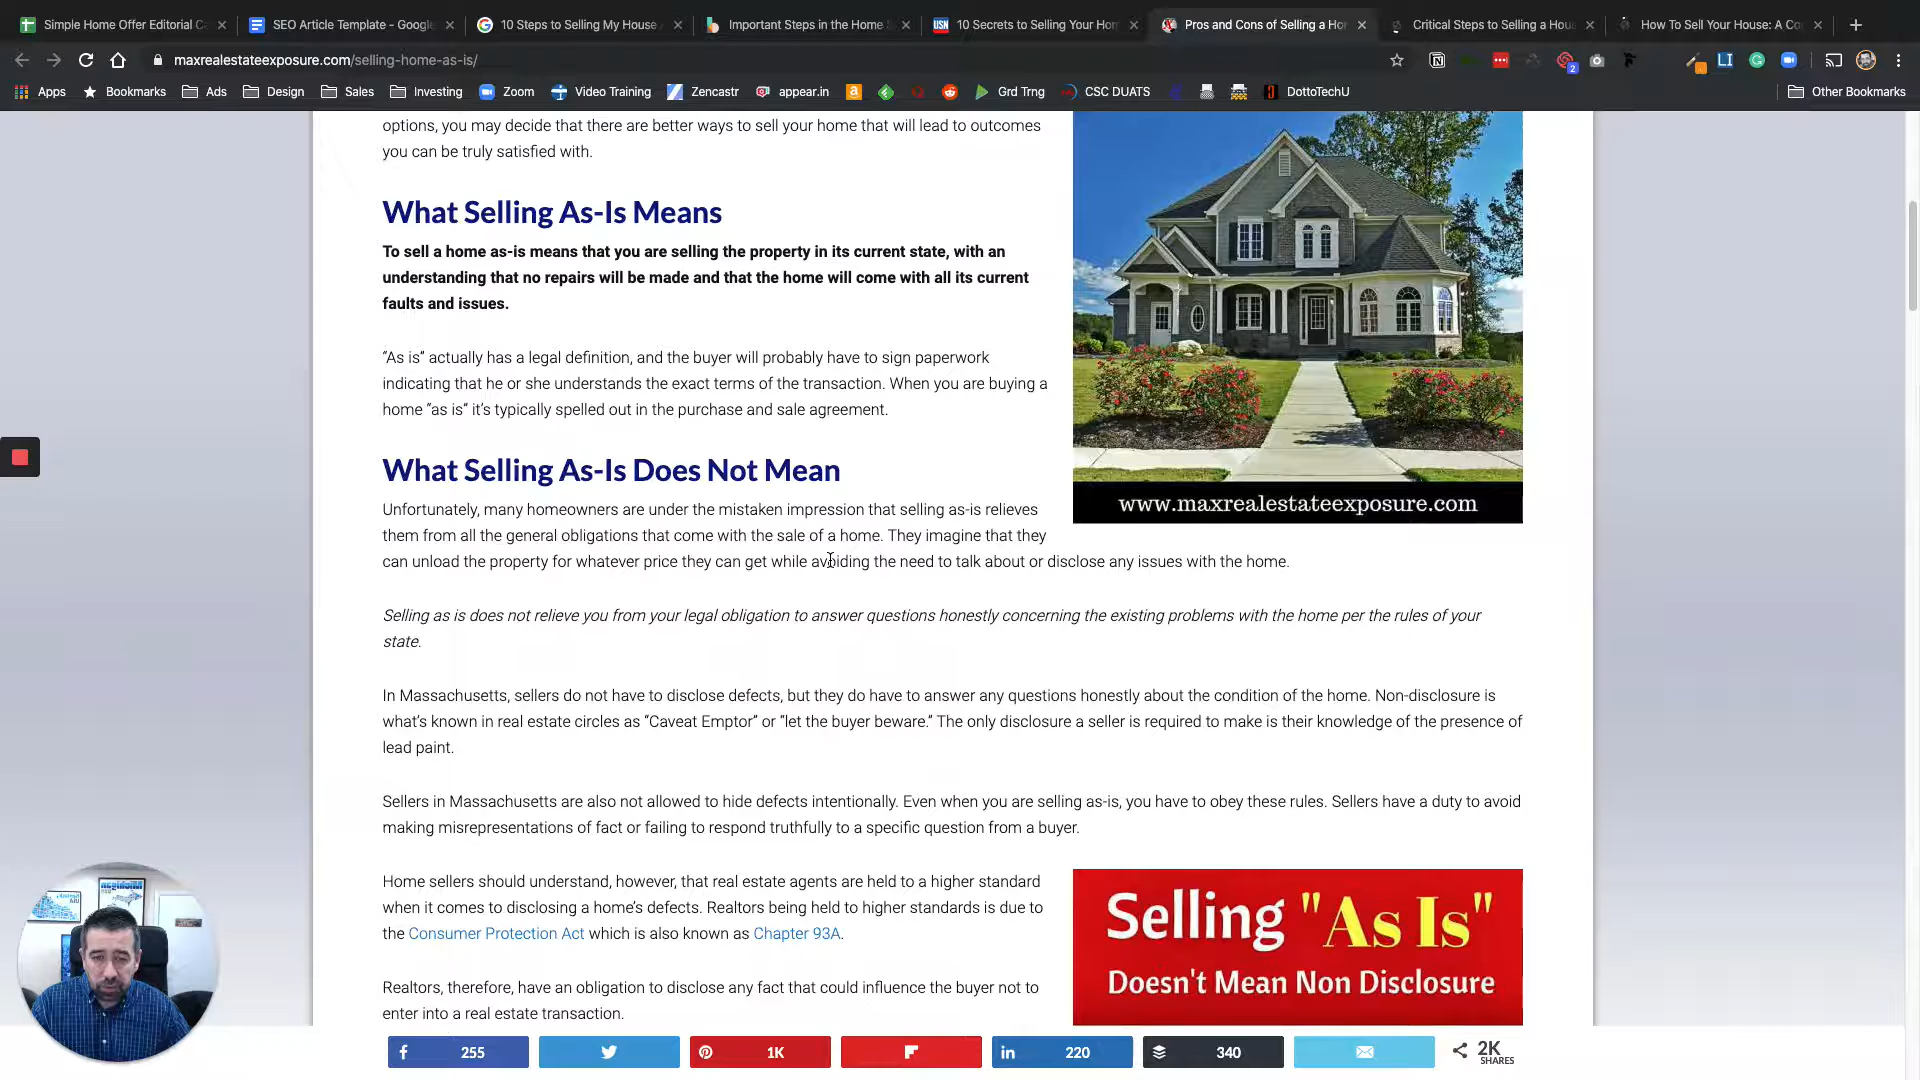 Simple Home Offer Editorial C
SEO Article Template - Google
10 Steps to Selling My House
Important Steps in the Home
10 Secrets to Selling Your Hom
Pros and Cons of Selling a Hom
Critical Steps to Selling a Hous
How To Sell Your House: A Co
maxrealestateexposure.com/selling-home-as-is/
Apps
Bookmarks
Ads
Design
Sales
Investing
Zoom
Video Training
Zencastr
appear.in
Grd Trng
CSC DUATS
DottoTechU
Other Bookmarks
options, you may decide that there are better ways to sell your home that will lead to outcomes
you can be truly satisfied with.
What Selling As-Is Means
To sell a home as-is means that you are selling the property in its current state, with an
understanding that no repairs will be made and that the home will come with all its current
faults and issues.
“As is” actually has a legal definition, and the buyer will probably have to sign paperwork
indicating that he or she understands the exact terms of the transaction. When you are buying a
home “as is” it’s typically spelled out in the purchase and sale agreement.
www.maxrealestateexposure.com
What Selling As-Is Does Not Mean
Unfortunately, many homeowners are under the mistaken impression that selling as-is relieves
them from all the general obligations that come with the sale of a home. They imagine that they
can unload the property for whatever price they can get while avoiding the need to talk about or disclose any issues with the home.
Selling as is does not relieve you from your legal obligation to answer questions honestly concerning the existing problems with the home per the rules of your
state.
In Massachusetts, sellers do not have to disclose defects, but they do have to answer any questions honestly about the condition of the home. Non-disclosure is
what’s known in real estate circles as “Caveat Emptor” or “let the buyer beware.” The only disclosure a seller is required to make is their knowledge of the presence of
lead paint.
Sellers in Massachusetts are also not allowed to hide defects intentionally. Even when you are selling as-is, you have to obey these rules. Sellers have a duty to avoid
making misrepresentations of fact or failing to respond truthfully to a specific question from a buyer.
Home sellers should understand, however, that real estate agents are held to a higher standard
when it comes to disclosing a home’s defects. Realtors being held to higher standards is due to
the Consumer Protection Act which is also known as Chapter 93A.
Realtors, therefore, have an obligation to disclose any fact that could influence the buyer not to
enter into a real estate transaction.
Selling "As Is"
Doesn't Mean Non Disclosure
255
1K
220
340
2K
SHARES